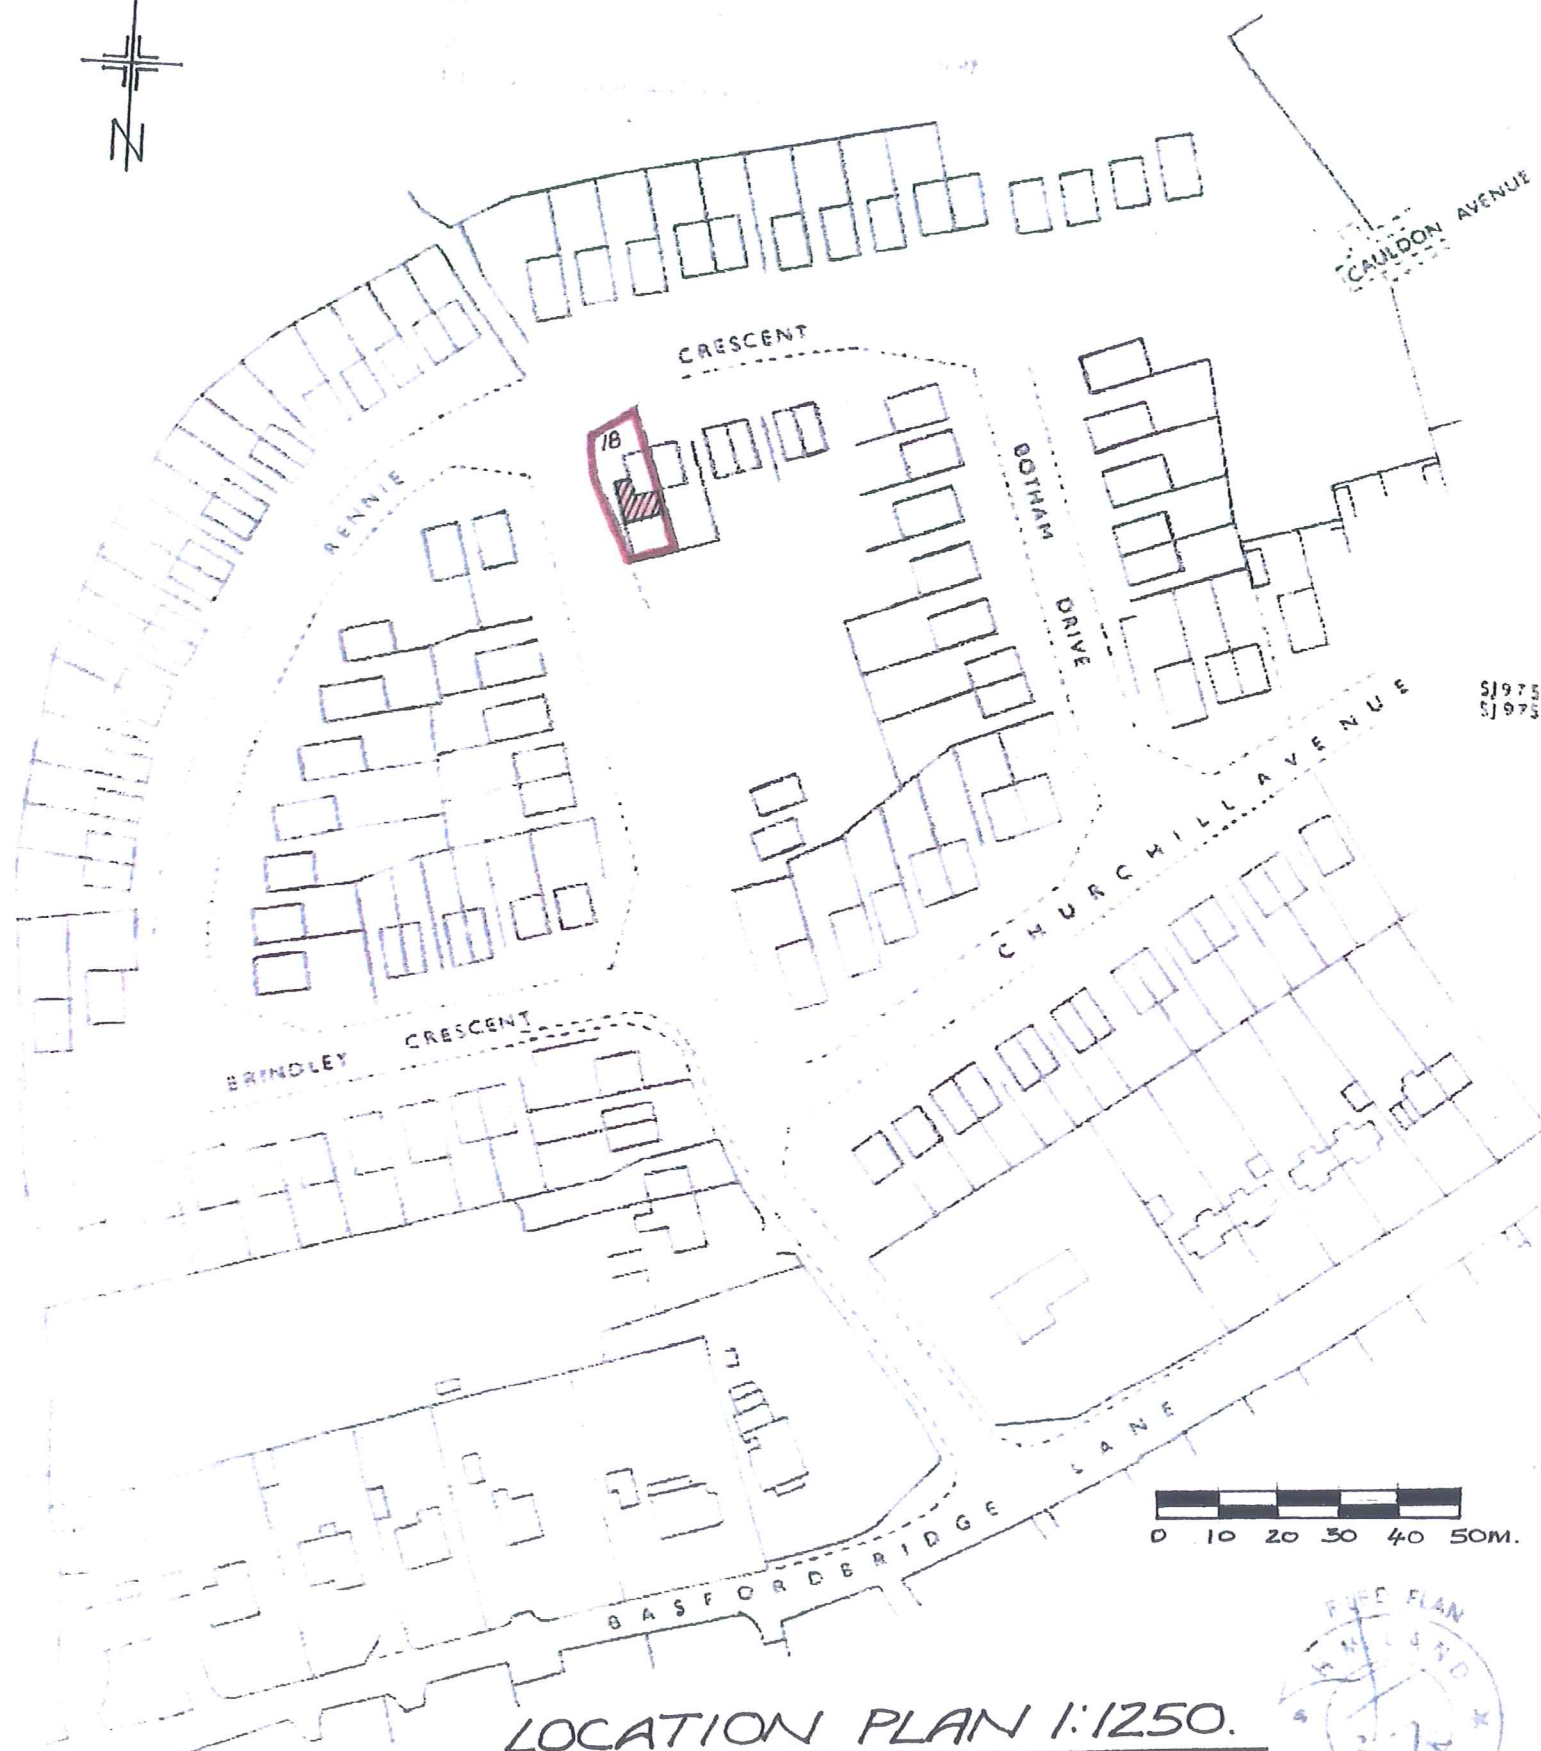 N
CAULDON AVENUE
CRESCENT
18
RENNIE
BOTHAM DRIVE
SJ975
SJ975
CHURCHILL AVENUE
BRINDLEY CRESCENT
BASFORDBRIDGE LANE
0 10 20 30 40 50M.
PLAN
LOCATION PLAN 1:1250.